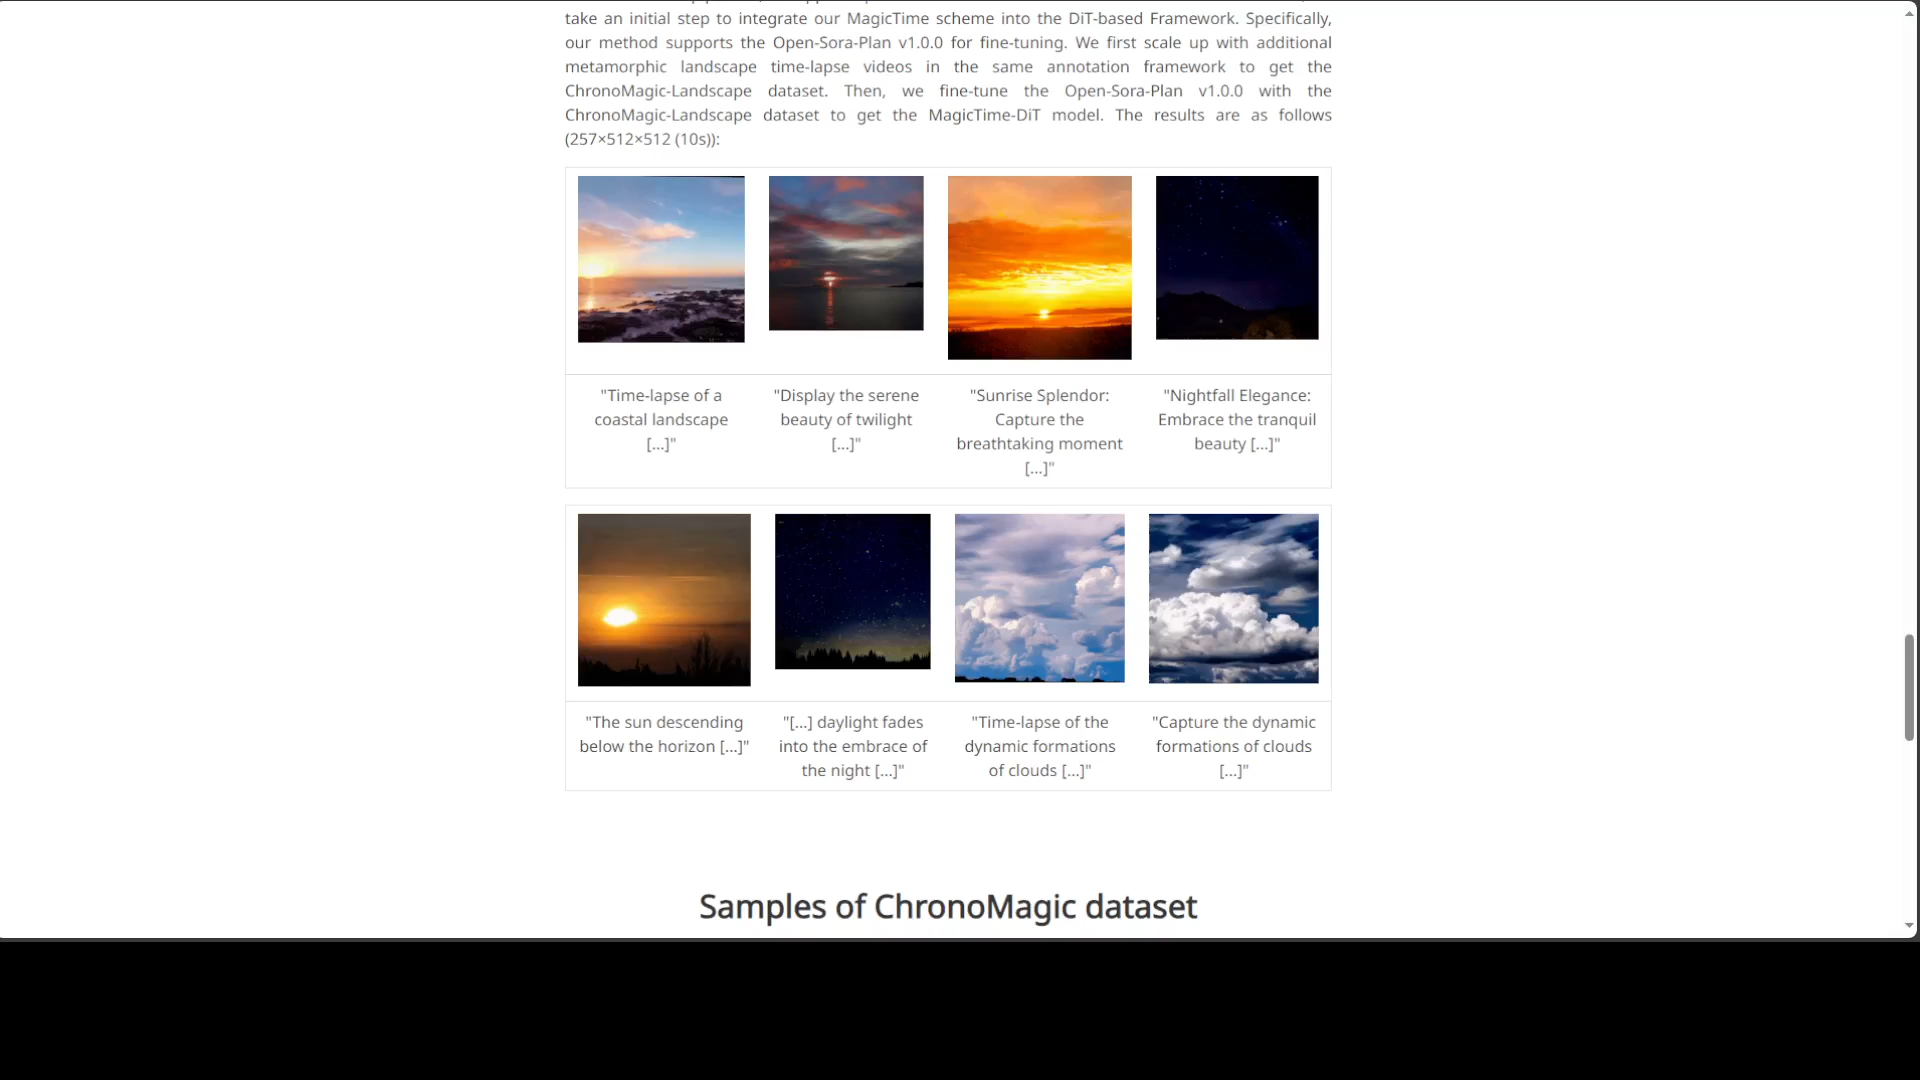 take an initial step to integrate our MagicTime scheme into the DiT-based Framework. Specifically,
our method supports the Open-Sora-Plan v1.0.0 for fine-tuning. We first scale up with additional
metamorphic landscape time-lapse videos in the same annotation framework to get the
ChronoMagic-Landscape dataset. Then, we fine-tune the Open-Sora-Plan v1.0.0 with the
ChronoMagic-Landscape dataset to get the MagicTime-DiT model. The results are as follows
(257×512×512 (10s)):
"Time-lapse of a
coastal landscape
[...]"
"Display the serene
beauty of twilight
[...]"
"Sunrise Splendor:
Capture the
breathtaking moment
[...]"
"Nightfall Elegance:
Embrace the tranquil
beauty [...]"
"The sun descending
below the horizon [...]"
"[...] daylight fades
into the embrace of
the night [...]"
"Time-lapse of the
dynamic formations
of clouds [...]"
"Capture the dynamic
formations of clouds
[...]"
Samples of ChronoMagic dataset